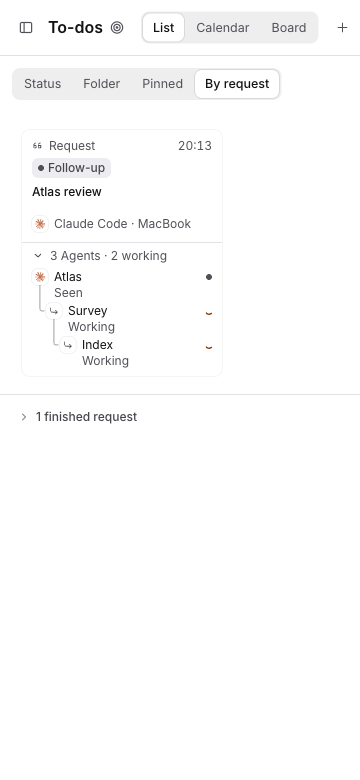 To-dos
List
Calendar
Board
Status
Folder
Pinned
By request
Request
20:13
Follow-up
Atlas review
Claude Code · MacBook
3 Agents · 2 working
Atlas
Seen
Survey
Working
Index
Working
1 finished request